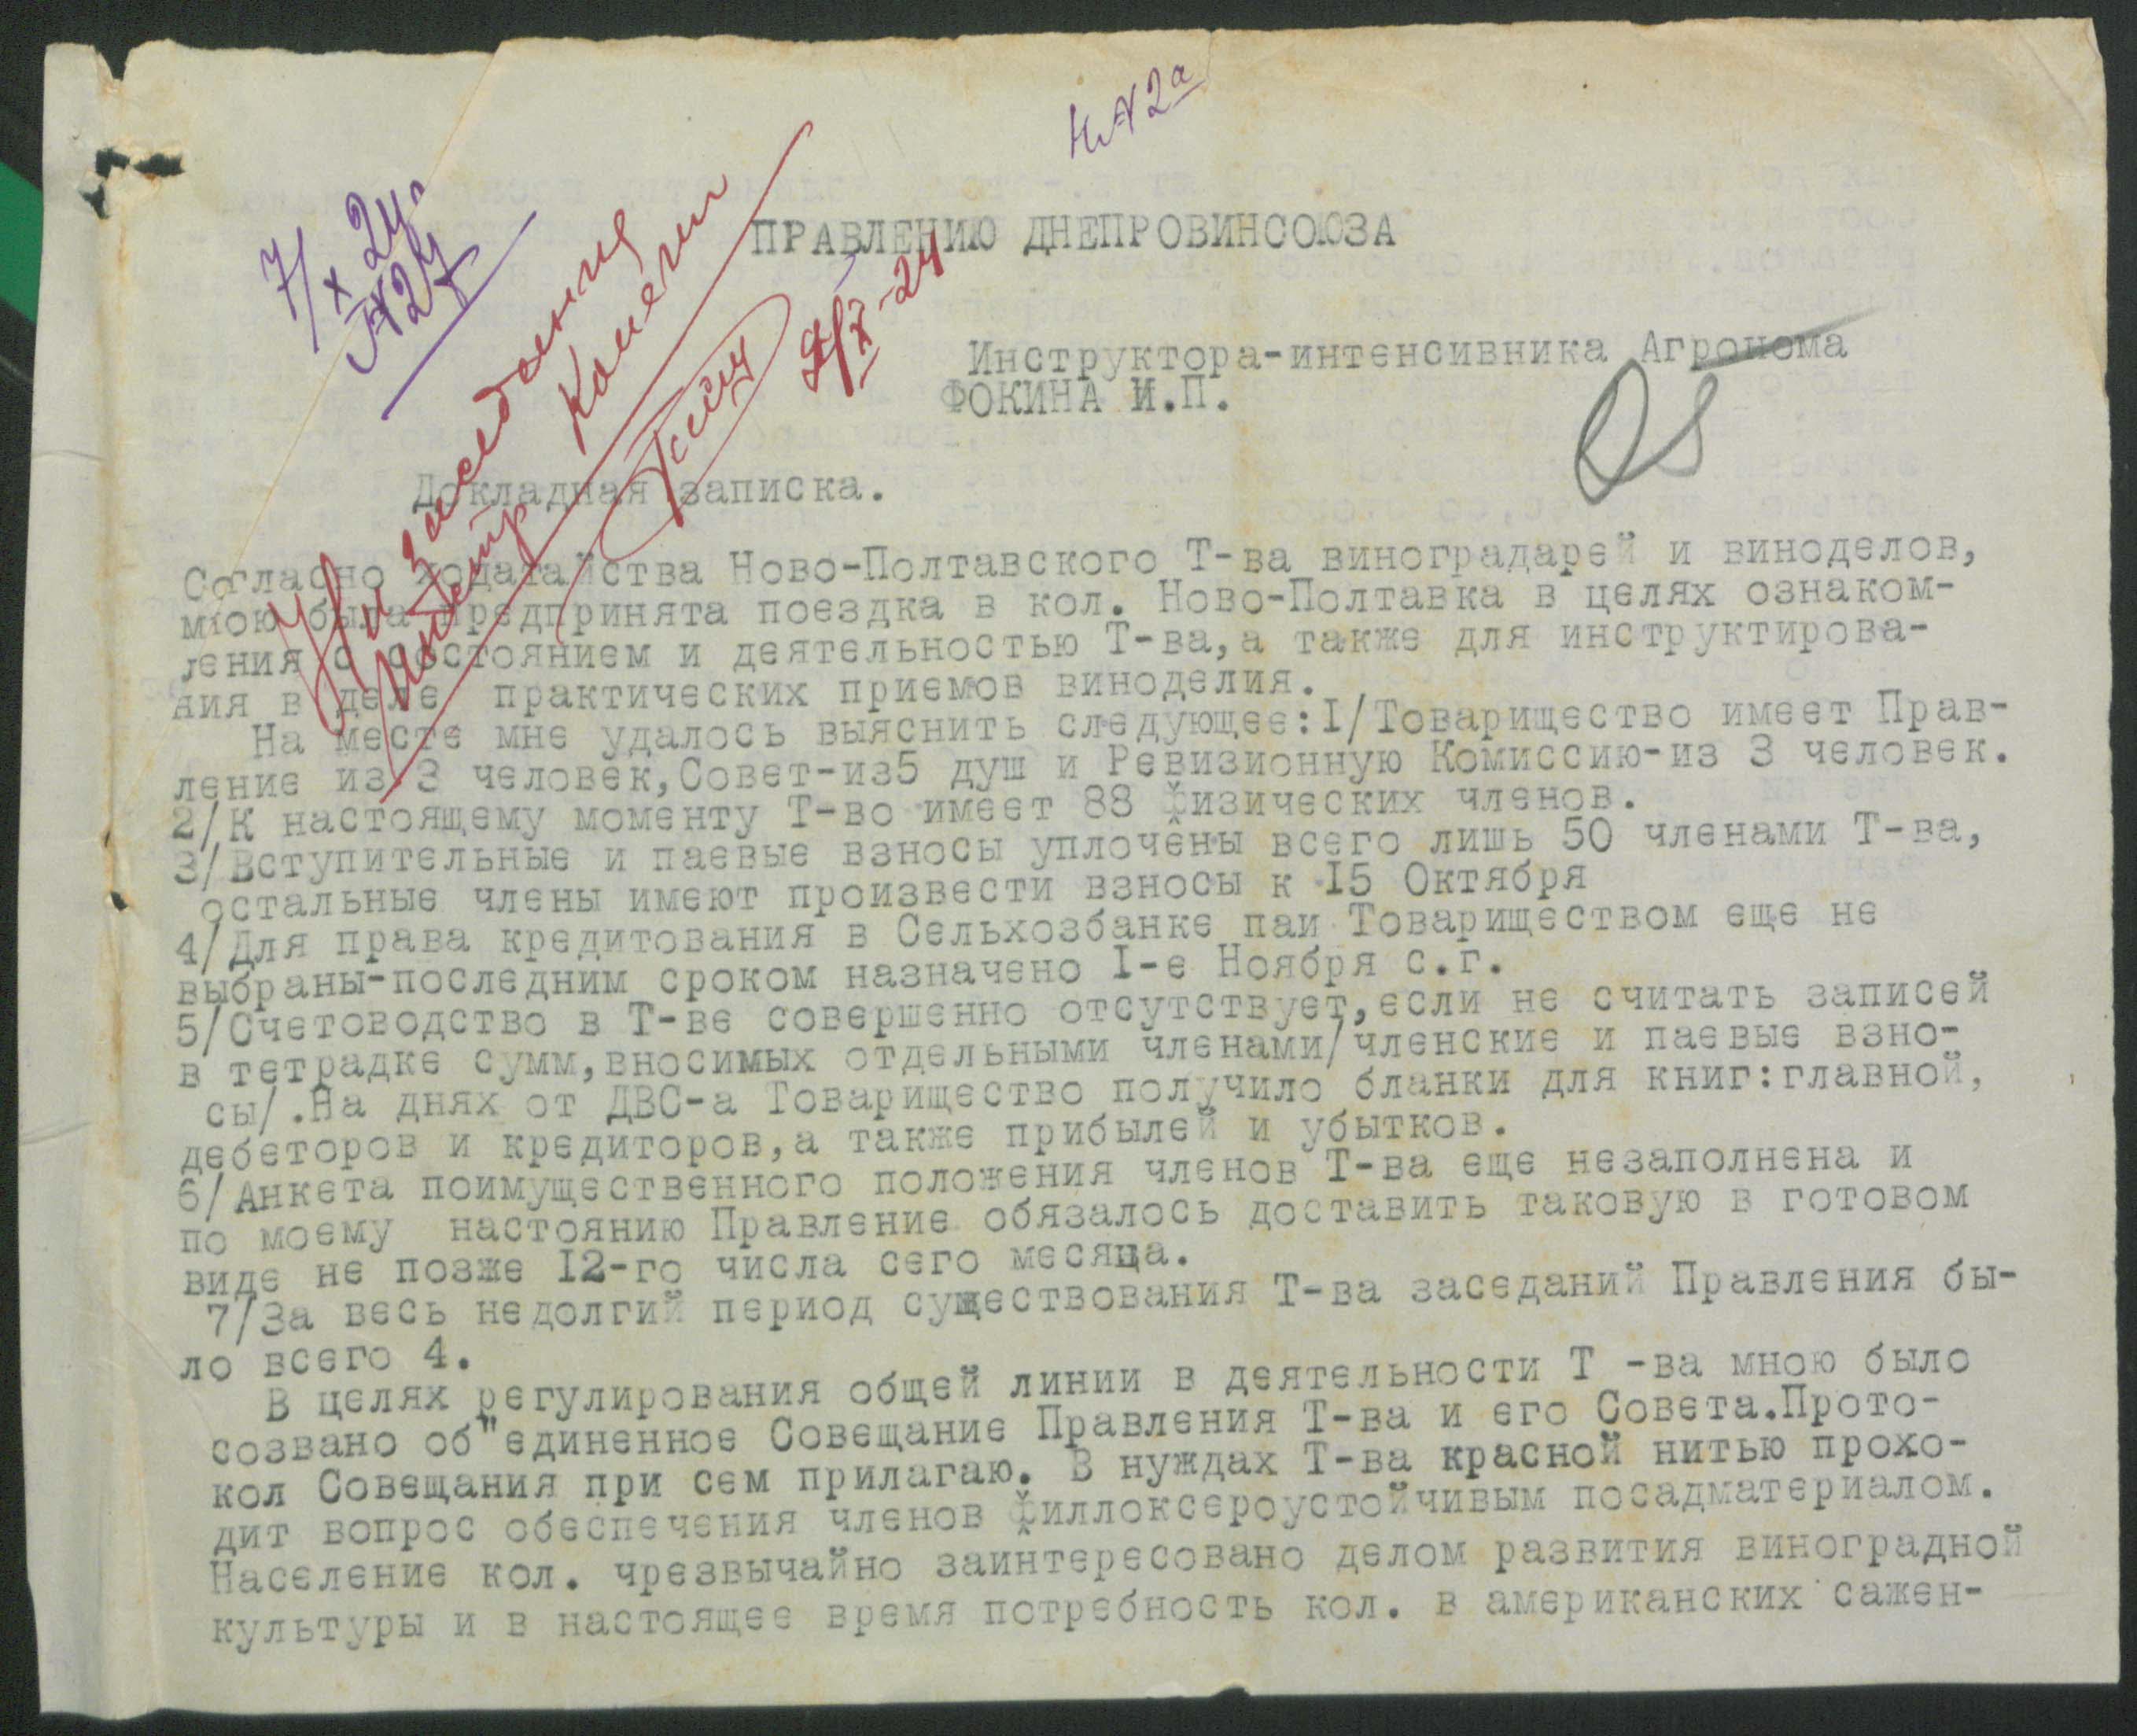 7/X 24г.
ПРАВЛЕНИЮ ДНЕПРОВИНСОЮЗА
На заседание
7/X-24
Инструктора-интенсивника Агронома
ФОКИНА И.П.
Докладная записка.
Согласно ходатайства Ново-Полтавского Т-ва виноградарей и виноделов,
мною была предпринята поездка в кол. Ново-Полтавка в целях ознаком-
ления с состоянием и деятельностью Т-ва,а также для инструктирова-
ния в деле практических приемов виноделия.
На месте мне удалось выяснить следующее:I/Товарищество имеет Прав-
ление из 3 человек,Совет-из5 душ и Ревизионную Комиссию-из 3 человек.
2/К настоящему моменту Т-во имеет 88 физических членов.
3/Вступительные и паевые взносы уплочены всего лишь 50 членами Т-ва,
остальные члены имеют произвести взносы к I5 Октября
4/Для права кредитования в Сельхозбанке паи Товариществом еще не
выбраны-последним сроком назначено I-е Ноября с.г.
5/Счетоводство в Т-ве совершенно отсутствует,если не считать записей
в тетрадке сумм,вносимых отдельными членами/членские и паевые взно-
сы/.На днях от ДВС-а Товарищество получило бланки для книг:главной,
дебеторов и кредиторов,а также прибылей и убытков.
6/Анкета поимущественного положения членов Т-ва еще незаполнена и
по моему настоянию Правление обязалось доставить таковую в готовом
виде не позже I2-го числа сего месяца.
7/За весь недолгий период существования Т-ва заседаний Правления бы-
ло всего 4.
В целях регулирования общей линии в деятельности Т -ва мною было
созвано об"единенное Совещание Правления Т-ва и его Совета.Прото-
кол Совещания при сем прилагаю. В нуждах Т-ва красной нитью прохо-
дит вопрос обеспечения членов филлоксероустойчивым посадматериалом.
Население кол. чрезвычайно заинтересовано делом развития виноградной
культуры и в настоящее время потребность кол. в американских сажен-